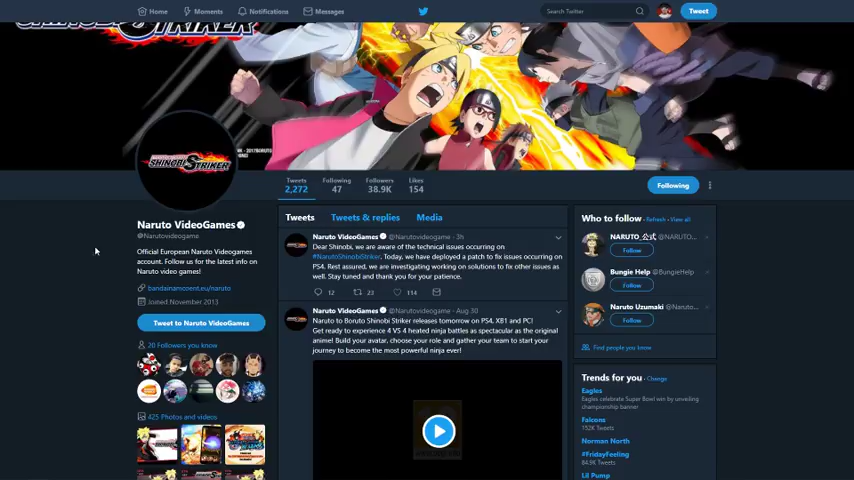 Home
Moments
Notifications
Messages
Search Twitter
Tweet
SHINOBI STRIKER
Tweets
2,272
Following
47
Followers
38.9K
Likes
154
Following
Naruto VideoGames
@Narutovideogame
Official European Naruto Videogames
account. Follow us for the latest info on
Naruto video games!
bandainamcoent.eu/naruto
Joined November 2013
Tweet to Naruto VideoGames
20 Followers you know
425 Photos and videos
Tweets
Tweets & replies
Media
Naruto VideoGames @Narutovideogame · 3h
Dear Shinobi, we are aware of the technical issues occurring on
#NarutoShinobiStriker. Today, we have deployed a patch to fix issues occurring on
PS4. Rest assured, we are investigating working on solutions to fix other issues as
well. Stay tuned and thank you for your patience.
12
23
114
Naruto VideoGames @Narutovideogame · Aug 30
Naruto to Boruto Shinobi Striker releases tomorrow on PS4, XB1 and PC!
Get ready to experience 4 VS 4 heated ninja battles as spectacular as the original
anime! Build your avatar, choose your role and gather your team to start your
journey to become the most powerful ninja ever!
Who to follow · Refresh · View all
NARUTO 公式 @NARUTO...
Follow
Bungie Help @BungieHelp
Follow
Naruto Uzumaki @Naruto...
Follow
Find people you know
Trends for you · Change
Eagles
Eagles celebrate Super Bowl win by unveiling
championship banner
Falcons
152K Tweets
Norman North
#FridayFeeling
84.9K Tweets
Lil Pump